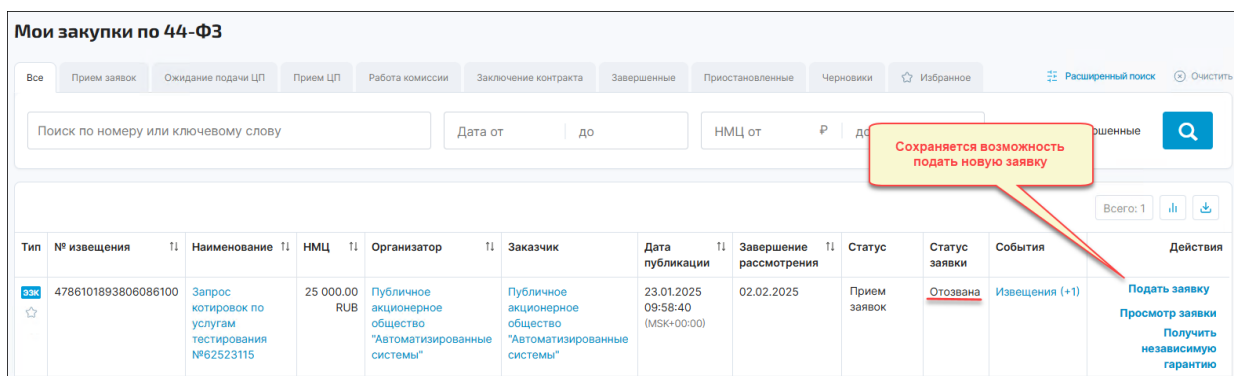 Мои закупки по 44-ФЗ
Все Прием заявок Ожидание подачи ЦП Прием ЦП Работа комиссии Заключение контракта Завершенные Приостановленные Черновики Избранное Расширенный поиск Очистить
Поиск по номеру или ключевому слову Дата от до НМЦ от ₽
Сохраняется возможность
подать новую заявку
Всего: 1
Тип № извещения Наименование НМЦ Организатор Заказчик Дата публикации Завершение рассмотрения Статус Статус заявки События Действия
ЗЗК 4786101893806086100
Запрос
котировок по
услугам
тестирования
№62523115
25 000.00
RUB
Публичное
акционерное
общество
"Автоматизированные
системы"
Публичное
акционерное
общество
"Автоматизированные
системы"
23.01.2025
09:58:40
(MSK+00:00)
02.02.2025
Прием
заявок
Отозвана
Извещения (+1)
Подать заявку
Просмотр заявки
Получить
независимую
гарантию